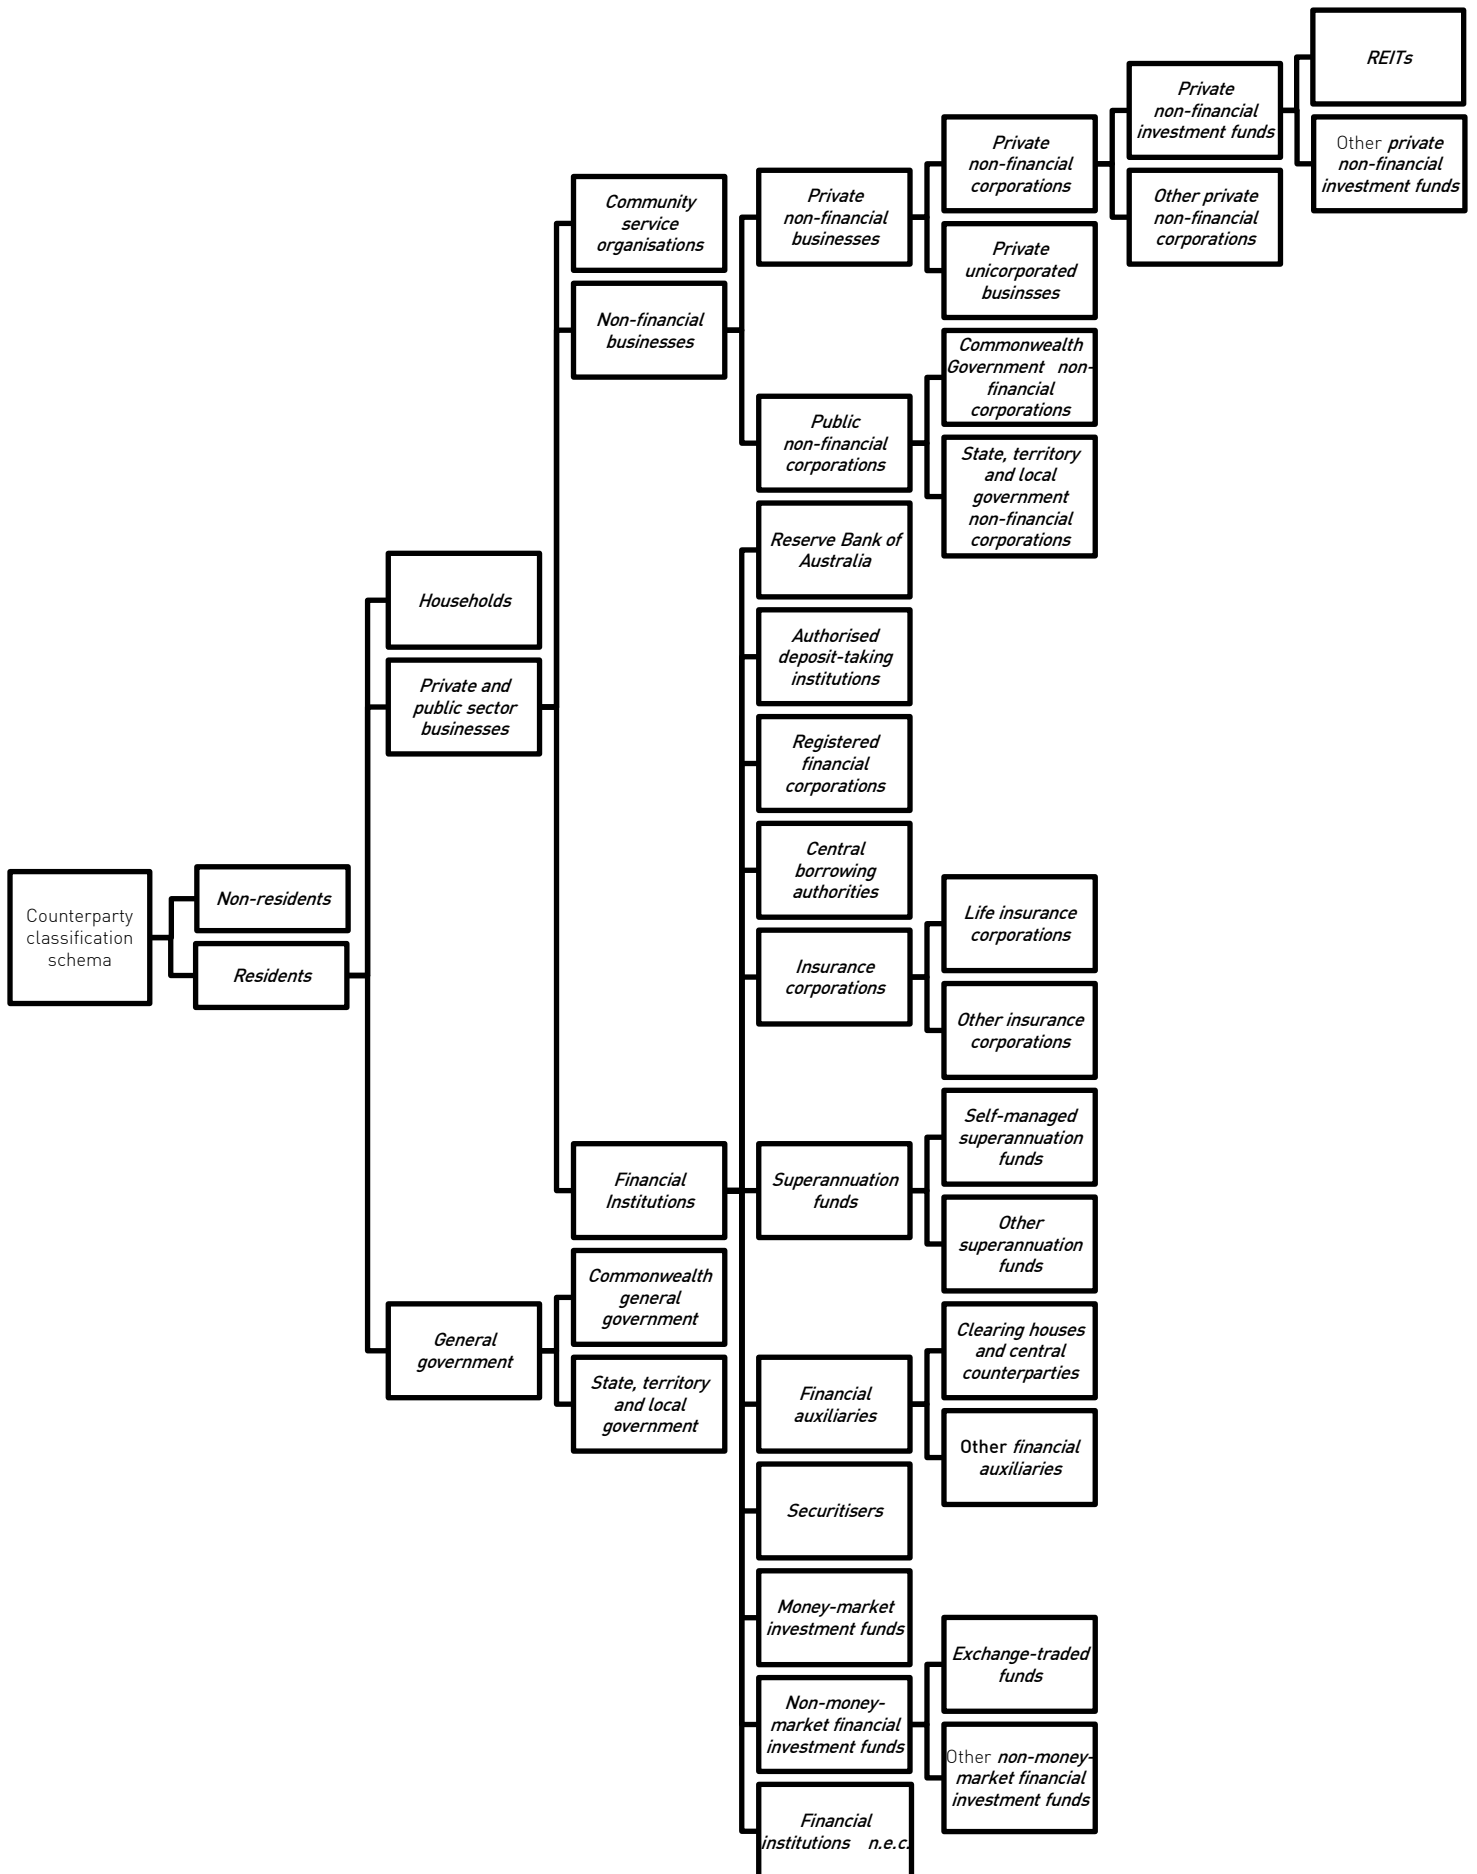 Counterparty
classification
schema
Non-residents
Residents
Households
Private and
public sector
businesses
General
government
Community
service
organisations
Non-financial
businesses
Financial
Institutions
Commonwealth
general
government
State, territory
and local
government
Private
non-financial
businesses
Public
non-financial
corporations
Reserve Bank of
Australia
Authorised
deposit-taking
institutions
Registered
financial
corporations
Central
borrowing
authorities
Insurance
corporations
Superannuation
funds
Financial
auxiliaries
Securitisers
Money-market
investment funds
Non-money-
market financial
investment funds
Financial
institutions n.e.c.
Private
non-financial
corporations
Private
unicorporated
businsses
Commonwealth
Government non-
financial
corporations
State, territory
and local
government
non-financial
corporations
Life insurance
corporations
Other insurance
corporations
Self-managed
superannuation
funds
Other
superannuation
funds
Clearing houses
and central
counterparties
Other financial
auxiliaries
Exchange-traded
funds
Other non-money-
market financial
investment funds
Private
non-financial
investment funds
Other private
non-financial
corporations
REITs
Other private
non-financial
investment funds